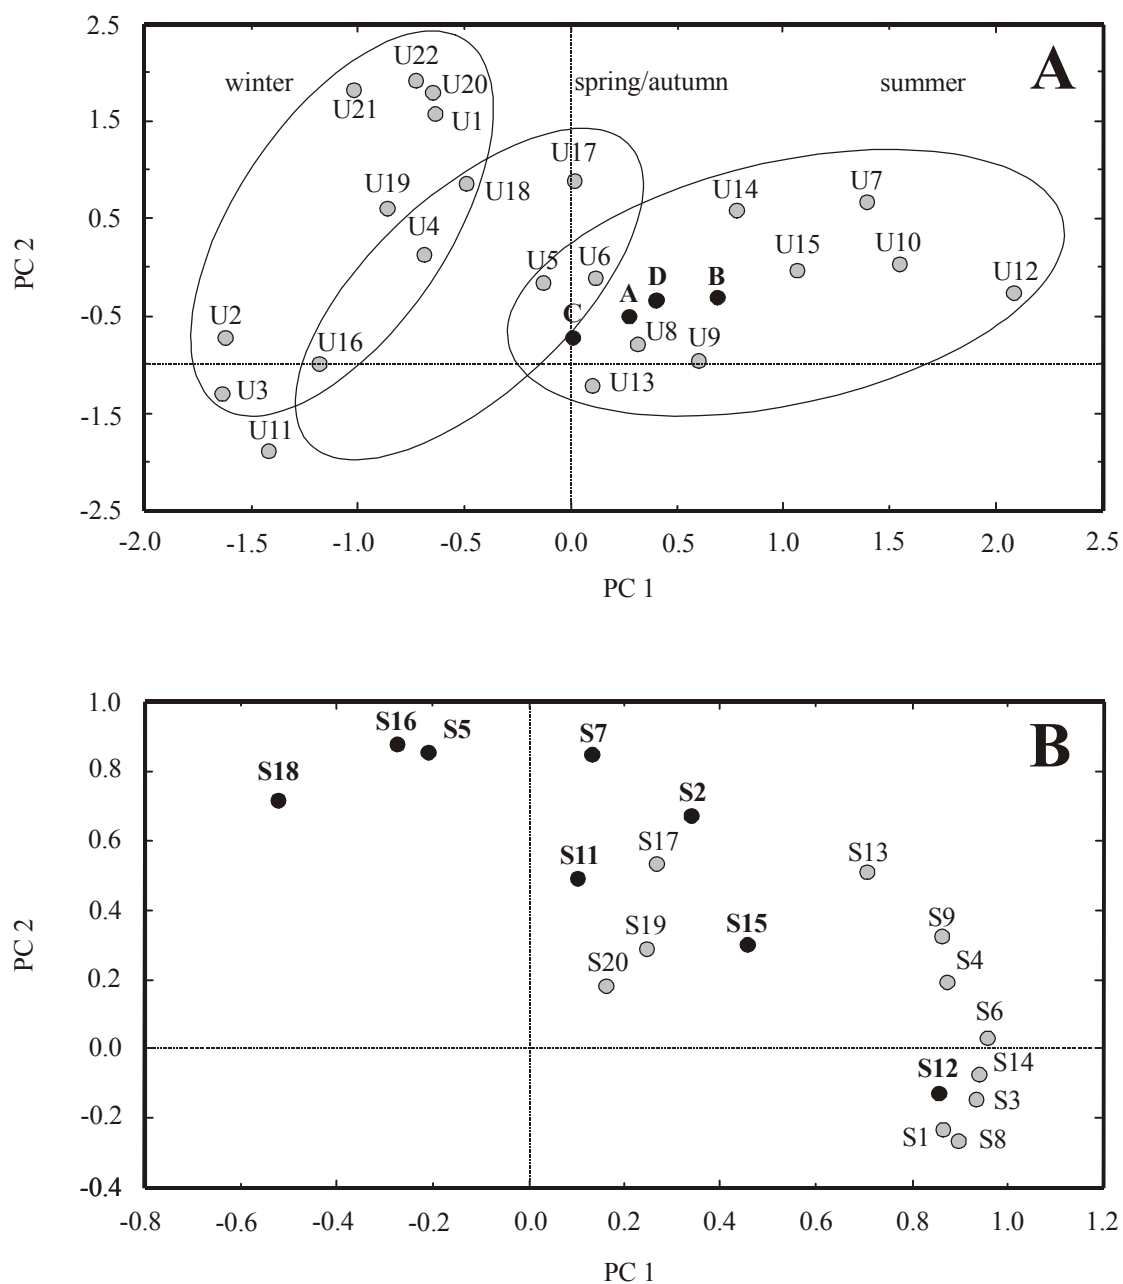 2.5
winter
U22
U20
U21
U1
spring/autumn
summer
A
1.5
U17
U19
U18
U14
U7
0.5
U4
U5
U6
U15
U10
U12
PC 2
D
B
A
C
-0.5
U2
U16
U8
U9
U3
U13
-1.5
U11
-2.5
-2.0
-1.5
-1.0
-0.5
0.0
0.5
1.0
1.5
2.0
2.5
PC 1
1.0
S16
S5
S7
B
0.8
S18
S2
0.6
S17
S13
S11
0.4
S19
S15
S9
PC 2
S20
S4
0.2
S6
0.0
S12
S14
S3
-0.2
S1
S8
-0.4
-0.8
-0.6
-0.4
-0.2
0.0
0.2
0.4
0.6
0.8
1.0
1.2
PC 1